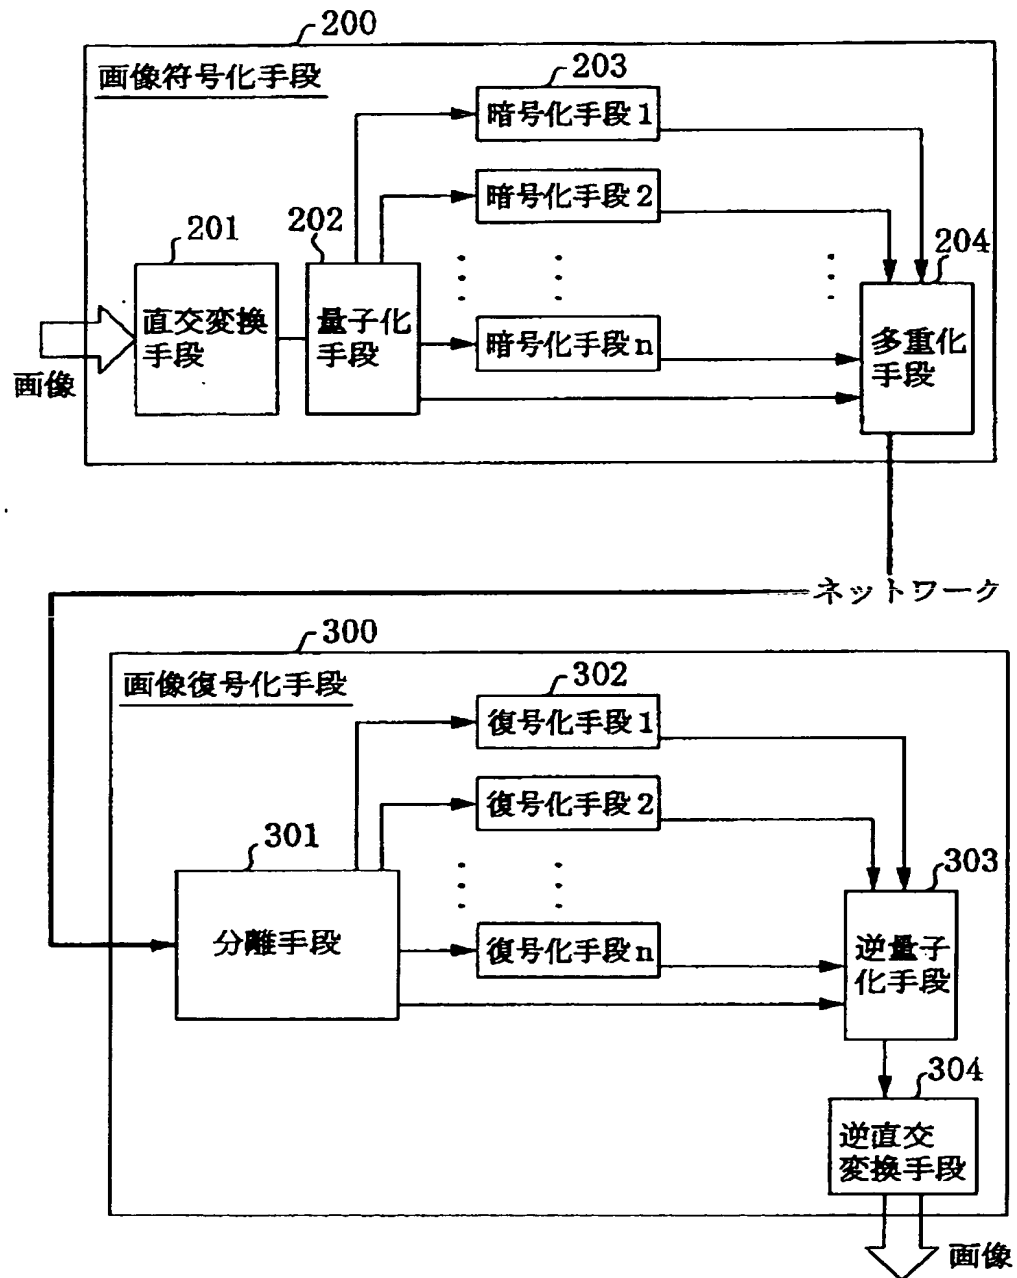 200
画像符号化手段
203
暗号化手段1
暗号化手段2
201
202
204
直交変換
手段
量子化
手段
暗号化手段n
多重化
手段
画像
ネットワーク
300
画像復号化手段
302
復号化手段1
復号化手段2
301
303
分離手段
復号化手段n
逆量子
化手段
304
逆直交
変換手段
画像